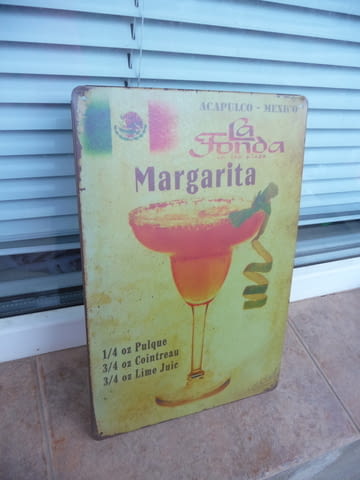 ACAPULCO - MEXICO
La
Fonda
Margarita
1/4 oz Pulque
3/4 oz Cointreau
3/4 oz Lime Juic